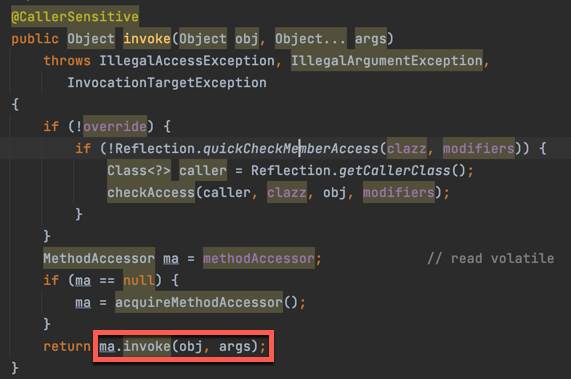 @CallerSensitive
public Object invoke(Object obj, Object... args)
throws IllegalAccessException, IllegalArgumentException,
InvocationTargetException
{
if (!override) {
if (!Reflection.quickCheckMemberAccess(clazz, modifiers)) {
Class<?> caller = Reflection.getCallerClass();
checkAccess(caller, clazz, obj, modifiers);
}
}
MethodAccessor ma = methodAccessor; // read volatile
if (ma == null) {
ma = acquireMethodAccessor();
}
return ma.invoke(obj, args);
}